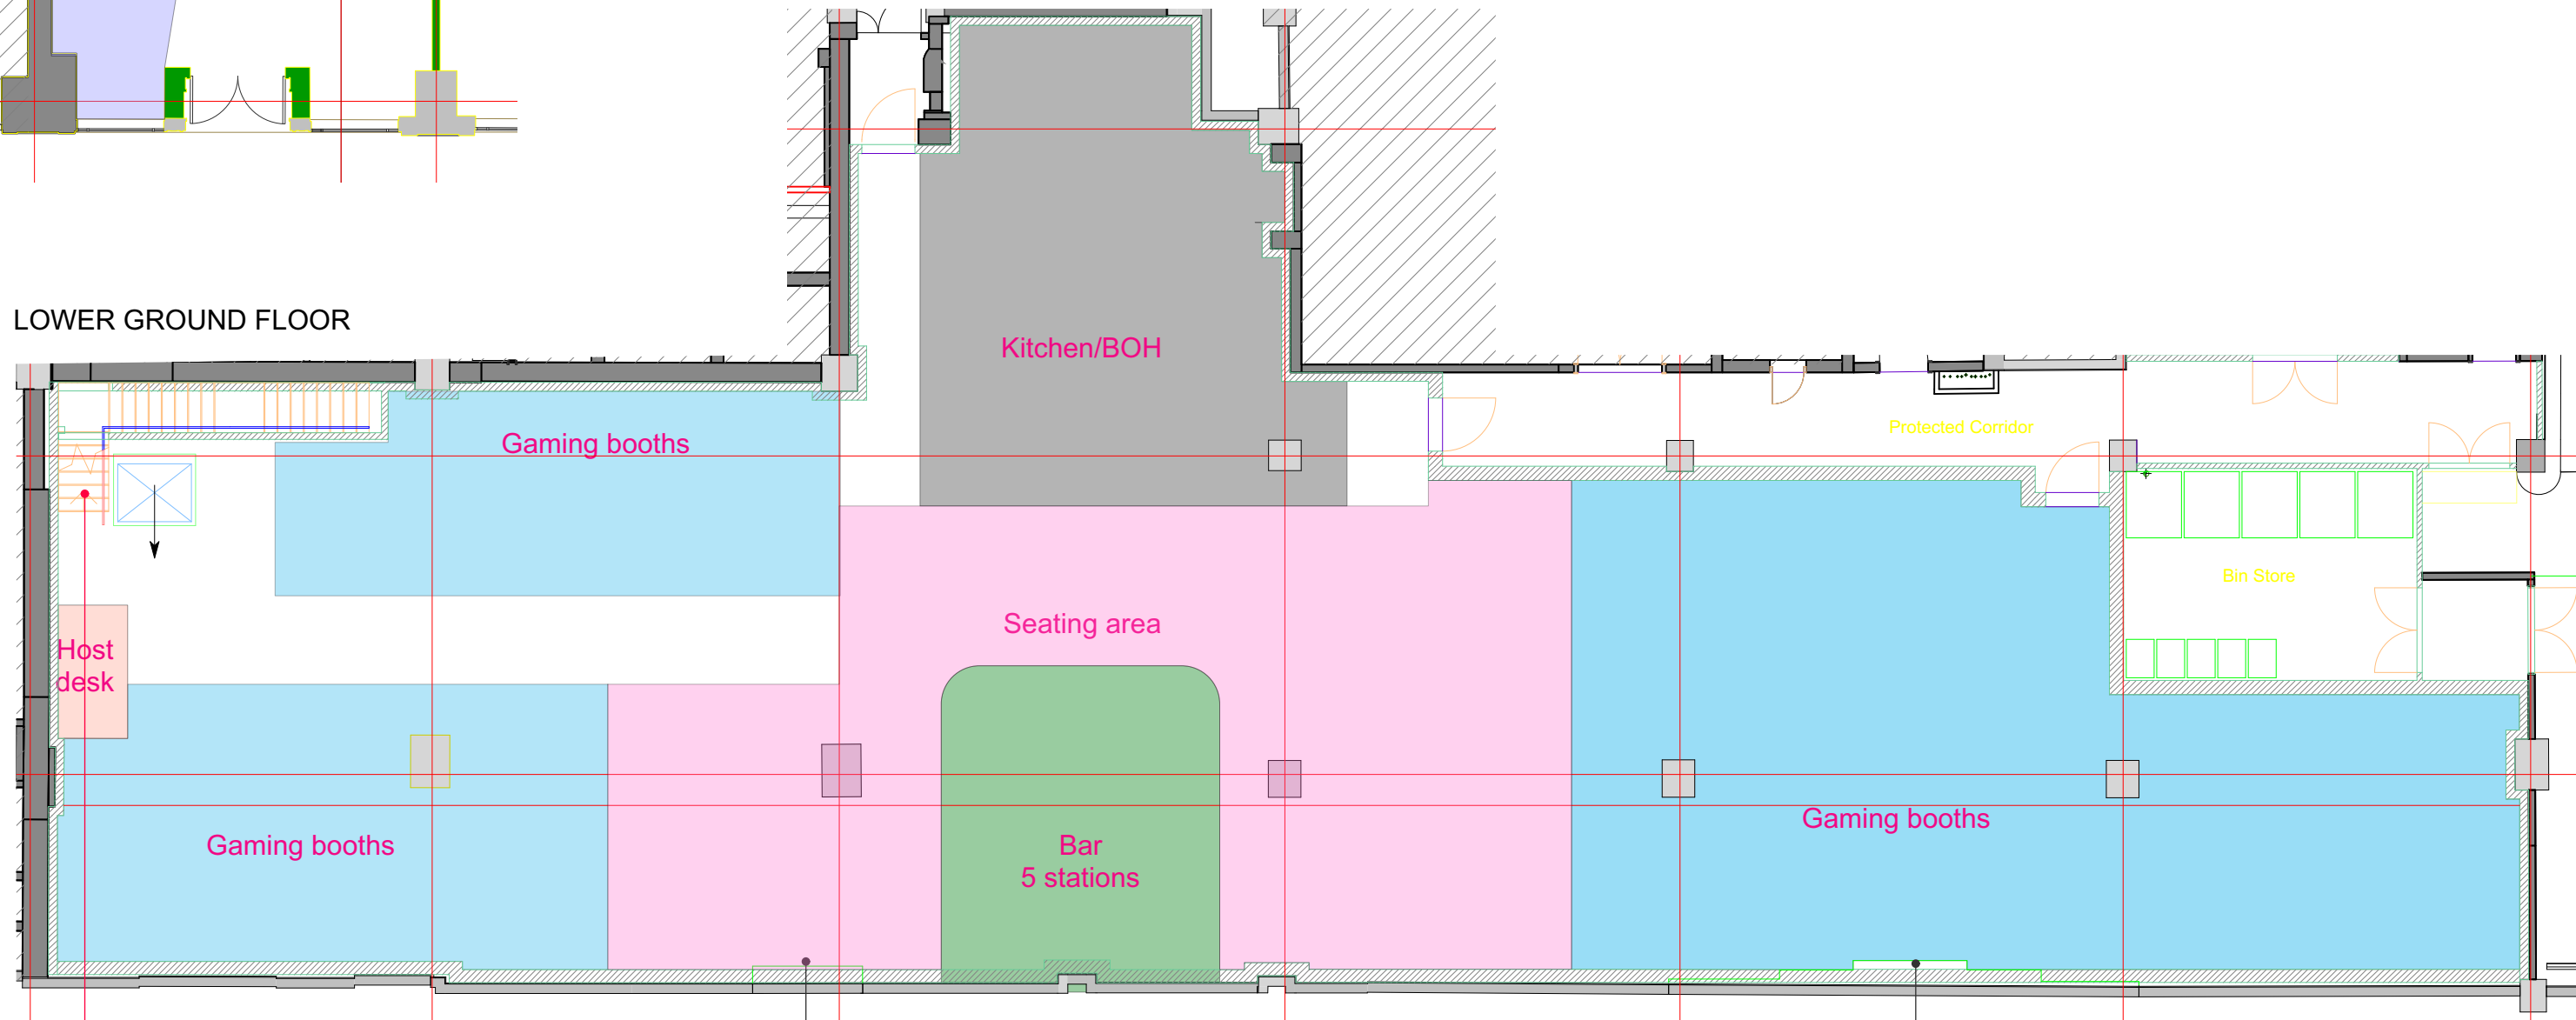 LOWER GROUND FLOOR
Kitchen/BOH
Gaming booths
Protected Corridor
Bin Store
Seating area
Host
desk
Gaming booths
Bar
5 stations
Gaming booths